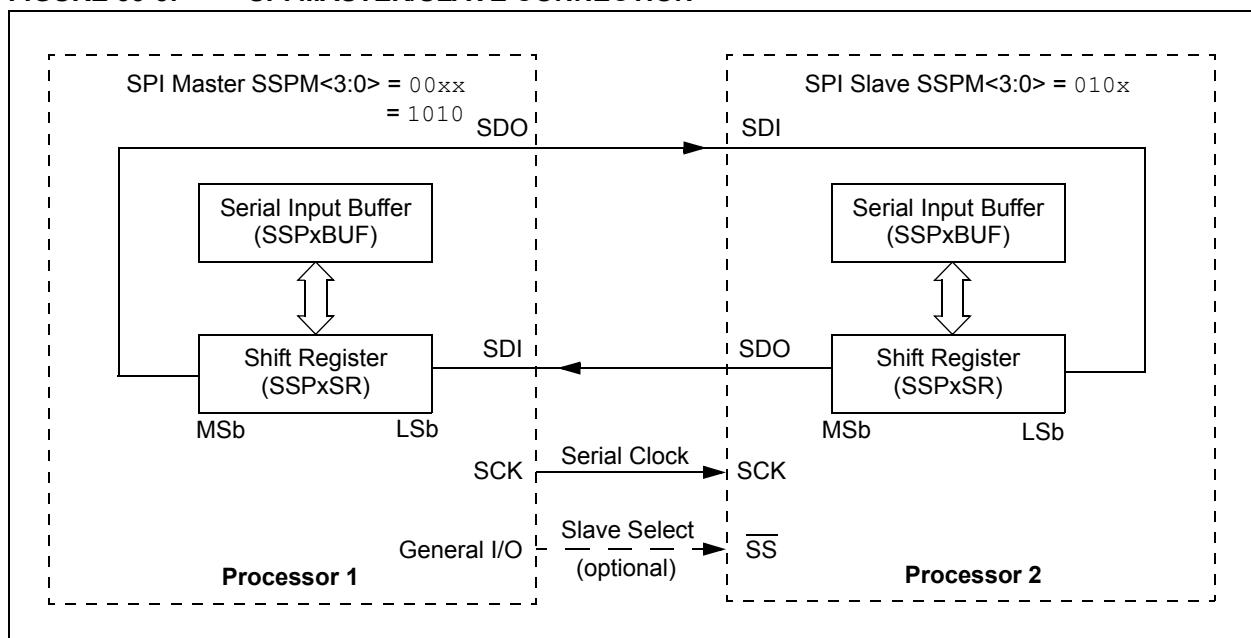 SPI Master SSPM<3:0> = 00xx
= 1010
SDO
Serial Input Buffer
(SSPxBUF)
Shift Register
(SSPxSR)
MSb
LSb
SDI
SCK
General I/O
Processor 1
Serial Clock
Slave Select
(optional)
SPI Slave SSPM<3:0> = 010x
SDI
Serial Input Buffer
(SSPxBUF)
SDO
Shift Register
(SSPxSR)
MSb
LSb
SCK
SS
Processor 2